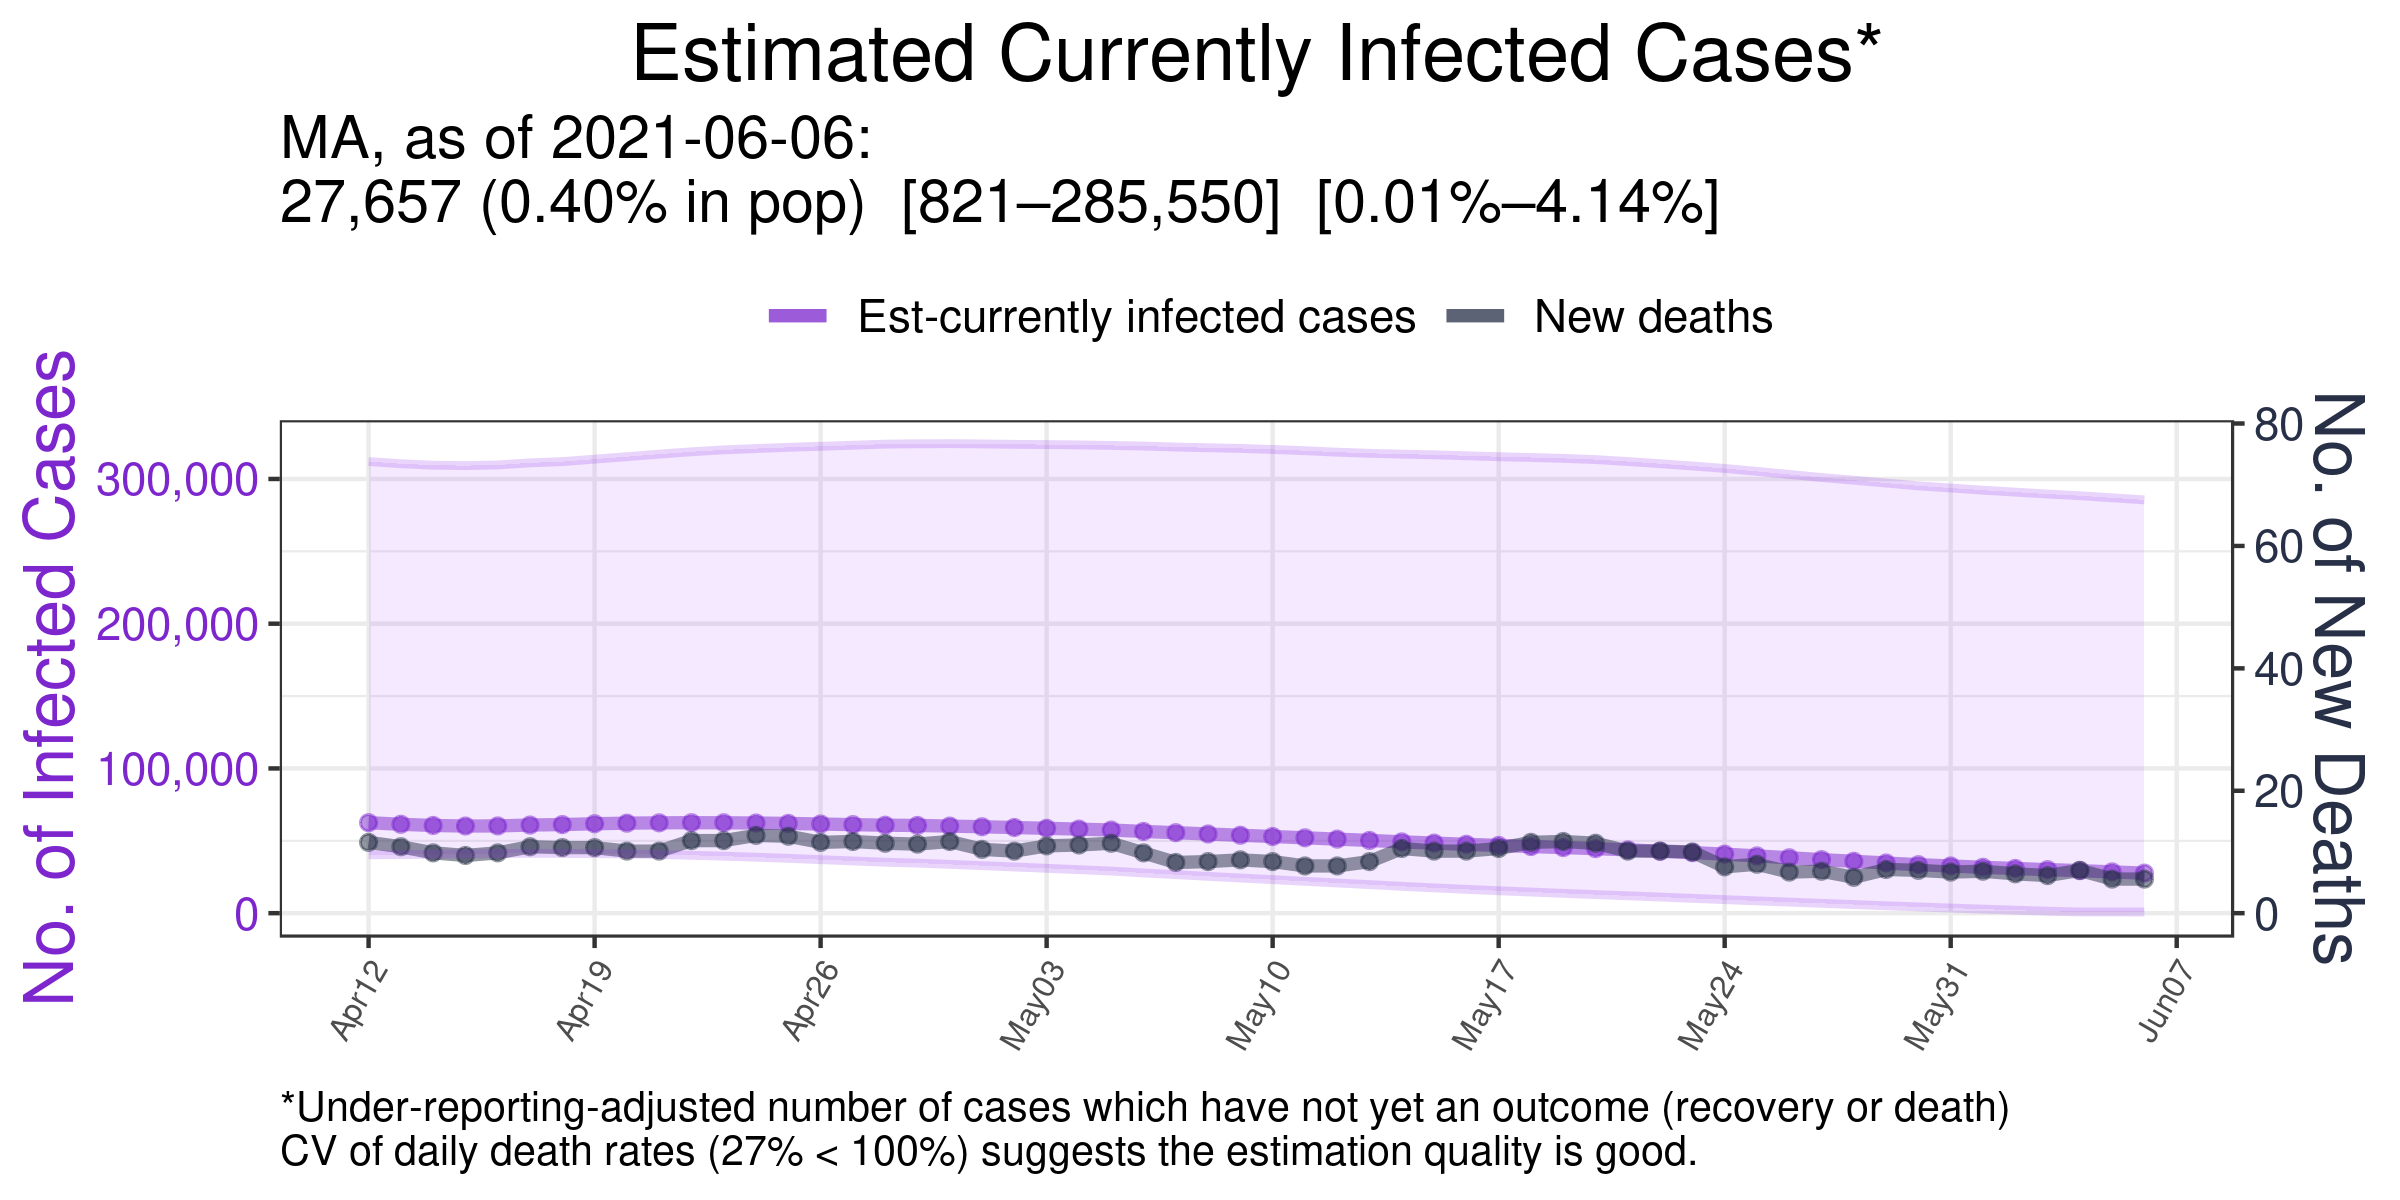 Estimated Currently Infected Cases*
MA, as of 2021-06-06:
27,657 (0.40% in pop)  [821–285,550]  [0.01%–4.14%]
Est-currently infected cases
New deaths
No. of Infected Cases
300,000
200,000
100,000
0
80
60
40
20
0
No. of New Deaths
Apr12
Apr19
Apr26
May03
May10
May17
May24
May31
Jun07
*Under-reporting-adjusted number of cases which have not yet an outcome (recovery or death)
CV of daily death rates (27% < 100%) suggests the estimation quality is good.